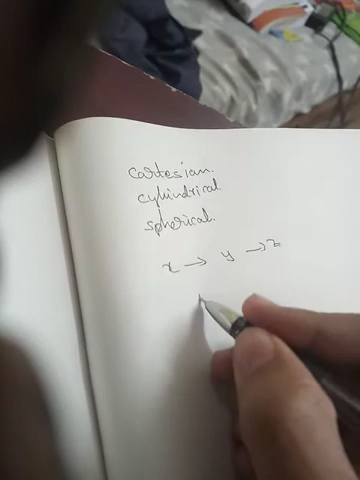 Cartesian.
cylindrical
spherical.
x → y → z